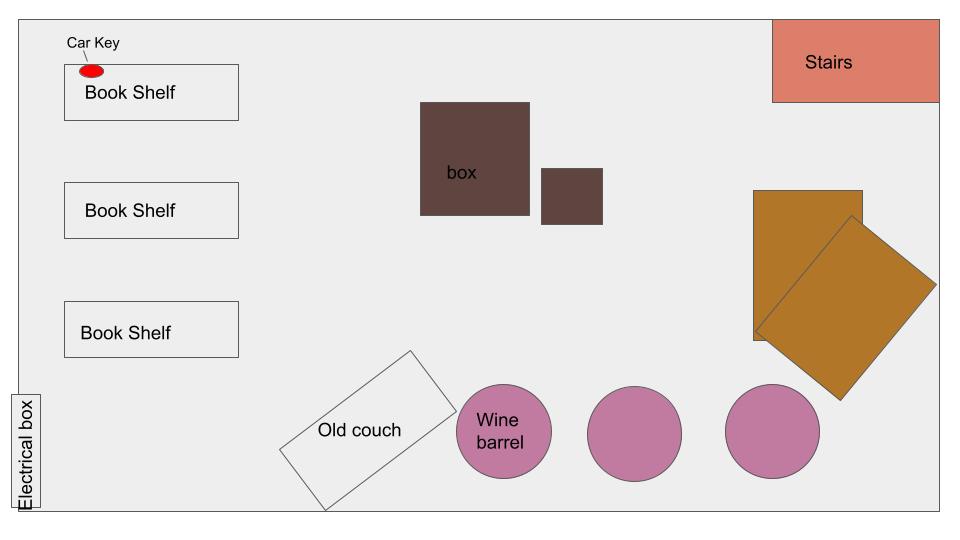 Car Key
Stairs
Book Shelf
box
Book Shelf
Book Shelf
Old couch
Wine
barrel
Electrical box